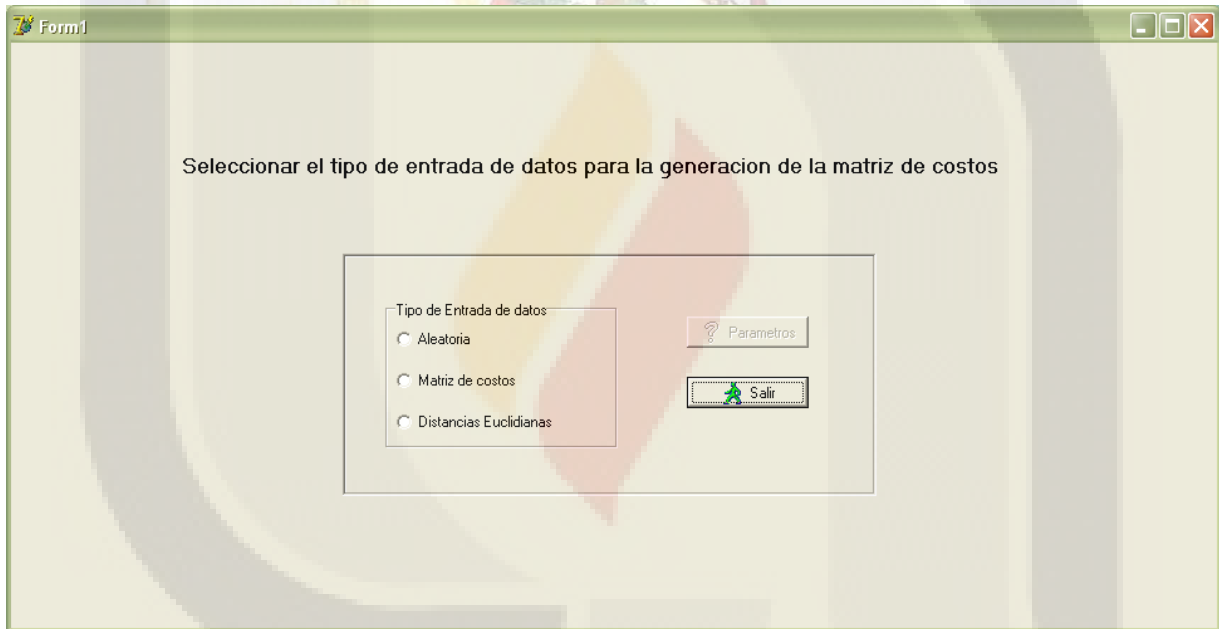 Form1
Seleccionar el tipo de entrada de datos para la generacion de la matriz de costos
Tipo de Entrada de datos
Aleatoria
Parametros
Matriz de costos
Salir
Distancias Euclidianas